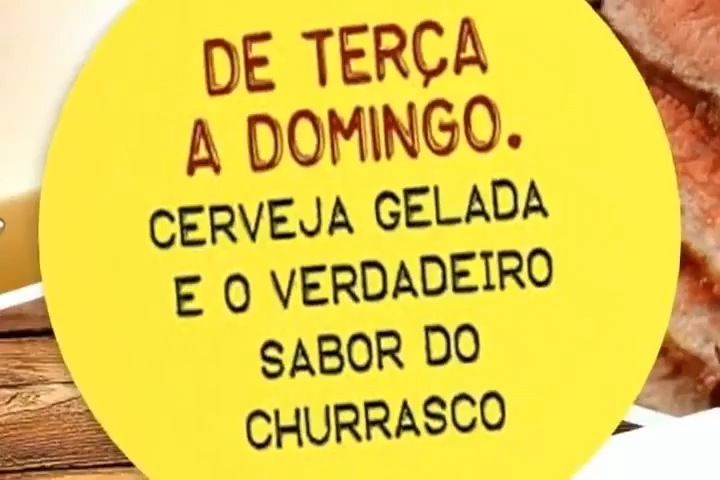 DE TERÇA
A DOMINGO.
CERVEJA GELADA
E O VERDADEIRO
SABOR DO
CHURRASCO